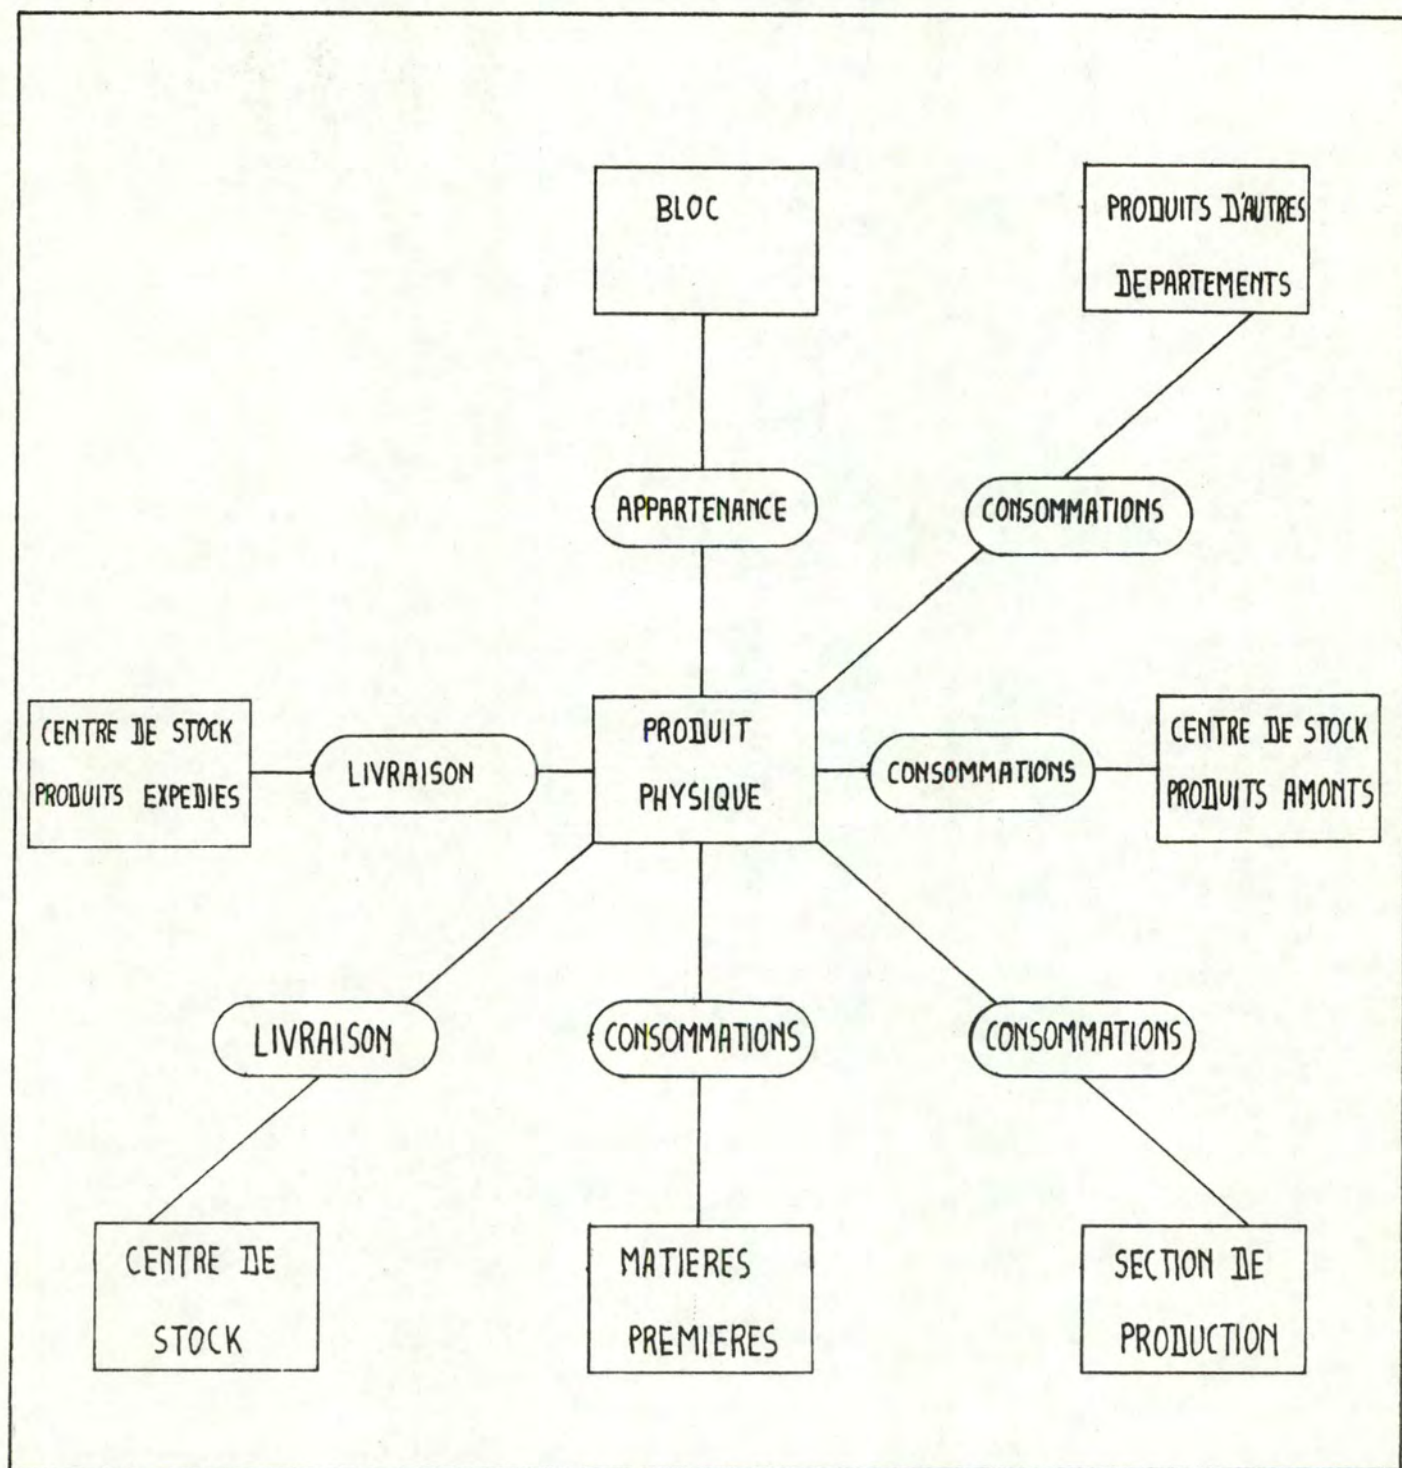 BLOC
PRODUITS D'AUTRES
DEPARTEMENTS
APPARTENANCE
CONSOMMATIONS
CENTRE DE STOCK
PRODUITS EXPEDIES
LIVRAISON
PRODUIT
PHYSIQUE
CONSOMMATIONS
CENTRE DE STOCK
PRODUITS AMONTS
LIVRAISON
CONSOMMATIONS
CONSOMMATIONS
CENTRE DE
STOCK
MATIERES
PREMIERES
SECTION DE
PRODUCTION